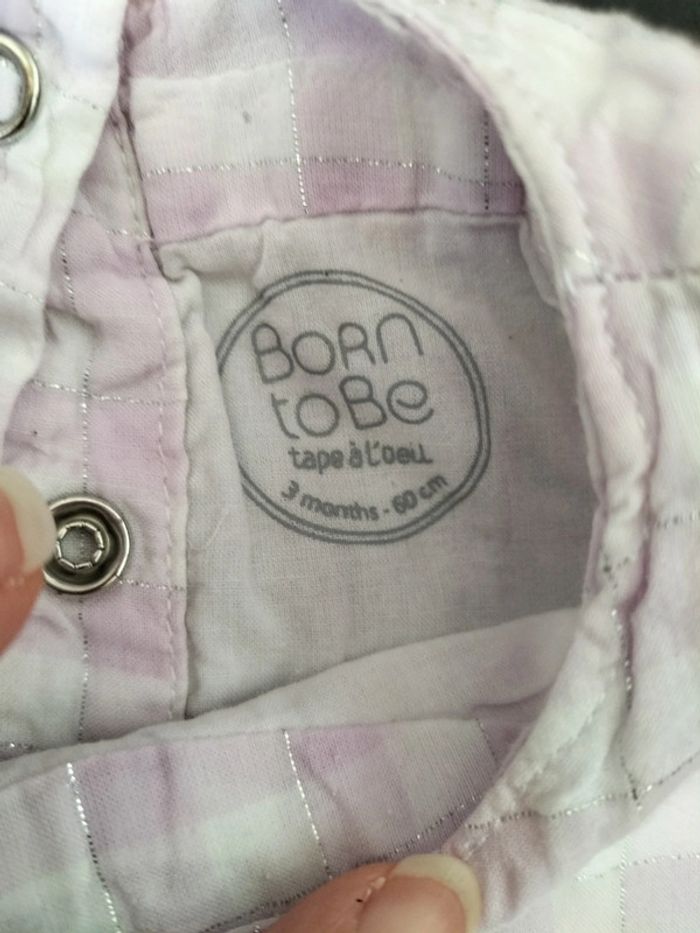 BORN
toBe
tape à l'oeil
3 months - 60 cm